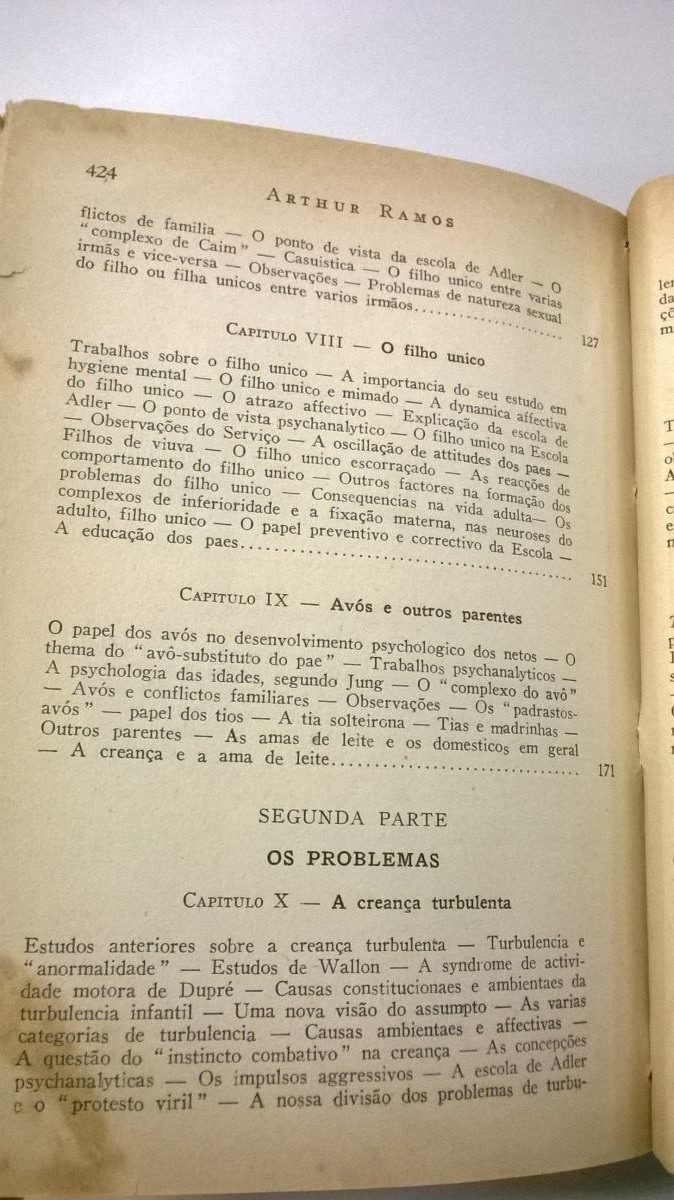 424
ARTHUR RAMOS
flictos de familia — O ponto de vista da escola de Adler — O
"complexo de Caim" — Casuistica — O filho unico entre varias
irmãs e vice-versa — Observações — Problemas de natureza sexual
do filho ou filha unicos entre varios irmãos...................... 127
CAPITULO VIII — O filho unico
Trabalhos sobre o filho unico — A importancia do seu estudo em
hygiene mental — O filho unico e mimado — A dynamica affectiva
do filho unico — O atrazo affectivo — Explicação da escola de
Adler — O ponto de vista psychanalytico — O filho unico na Escola
— Observações do Serviço — A oscillação de attitudes dos paes —
Filhos de viuva — O filho unico escorraçado — As reacções de
comportamento do filho unico — Outros factores na formação dos
problemas do filho unico — Consequencias na vida adulta— Os
complexos de inferioridade e a fixação materna, nas neuroses do
adulto, filho unico — O papel preventivo e correctivo da Escola —
A educação dos paes.............................................. 151
CAPITULO IX — Avós e outros parentes
O papel dos avós no desenvolvimento psychologico dos netos — O
thema do "avô-substituto do pae" — Trabalhos psychanalyticos —
A psychologia das idades, segundo Jung — O "complexo do avô"
— Avós e conflictos familiares — Observações — Os "padrastos-
avós" — papel dos tios — A tia solteirona — Tias e madrinhas —
Outros parentes — As amas de leite e os domesticos em geral
— A creança e a ama de leite.................................. 171
SEGUNDA PARTE
OS PROBLEMAS
CAPITULO X — A creança turbulenta
Estudos anteriores sobre a creança turbulenta — Turbulencia e
"anormalidade" — Estudos de Wallon — A syndrome de activi-
dade motora de Dupré — Causas constitucionaes e ambientaes da
turbulencia infantil — Uma nova visão do assumpto — As varias
categorias de turbulencia — Causas ambientaes e affectivas —
A questão do "instincto combativo" na creança — As concepções
psychanalyticas — Os impulsos aggressivos — A escola de Adler
e o "protesto viril" — A nossa divisão dos problemas de turbu-